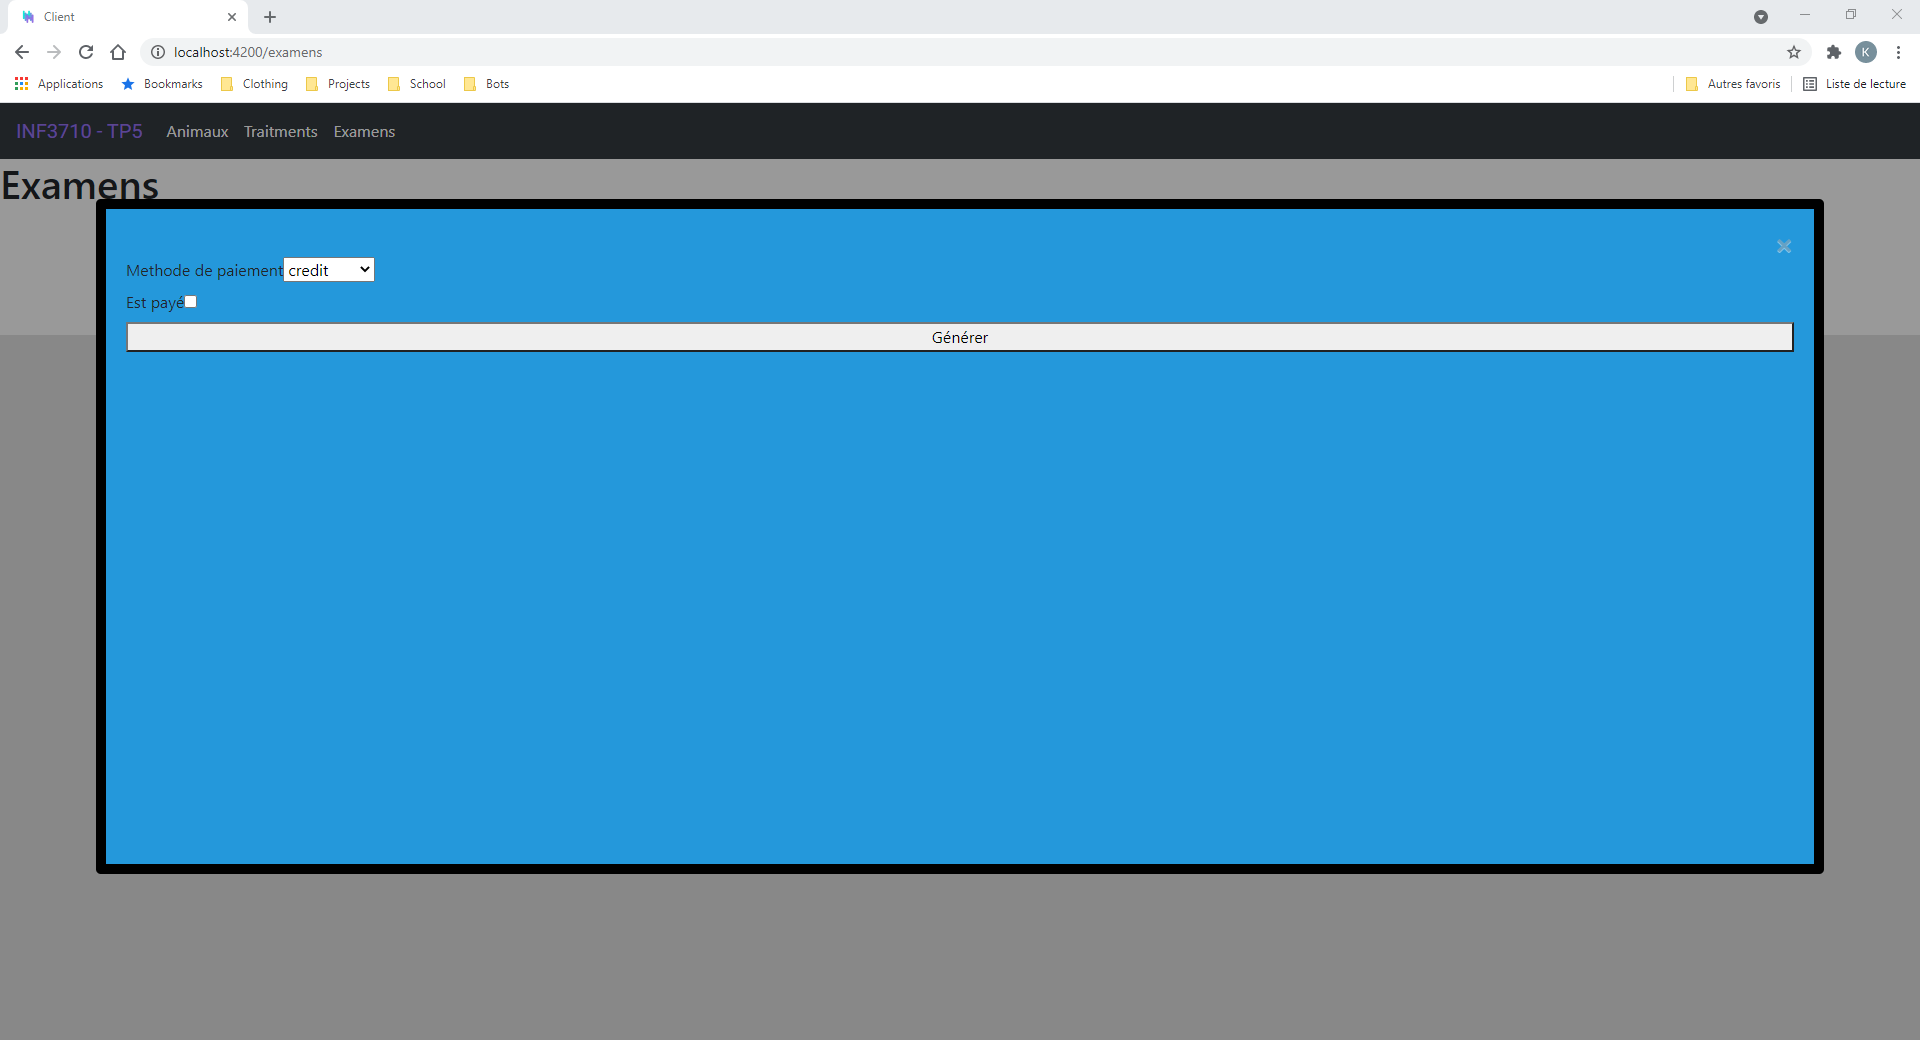 Client
localhost:4200/examens
Applications Bookmarks Clothing Projects School Bots Autres favoris Liste de lecture
K
INF3710 - TP5 Animaux Traitments Examens
Examens
×
Methode de paiement credit
Est payé
Générer